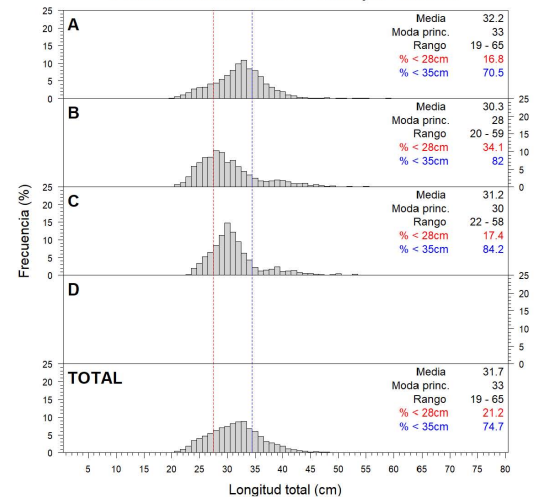 25
20
15
10
5
0
A
Media 32.2
Moda princ. 33
Rango 19 - 65
% < 28cm 16.8
% < 35cm 70.5
B
Media 30.3
Moda princ. 28
Rango 20 - 59
% < 28cm 34.1
% < 35cm 82
25
20
15
10
5
0
Frecuencia (%)
25
20
15
10
5
0
C
Media 31.2
Moda princ. 30
Rango 22 - 58
% < 28cm 17.4
% < 35cm 84.2
D
25
20
15
10
5
0
25
20
15
10
5
0
TOTAL
Media 31.7
Moda princ. 33
Rango 19 - 65
% < 28cm 21.2
% < 35cm 74.7
5 10 15 20 25 30 35 40 45 50 55 60 65 70 75 80
Longitud total (cm)